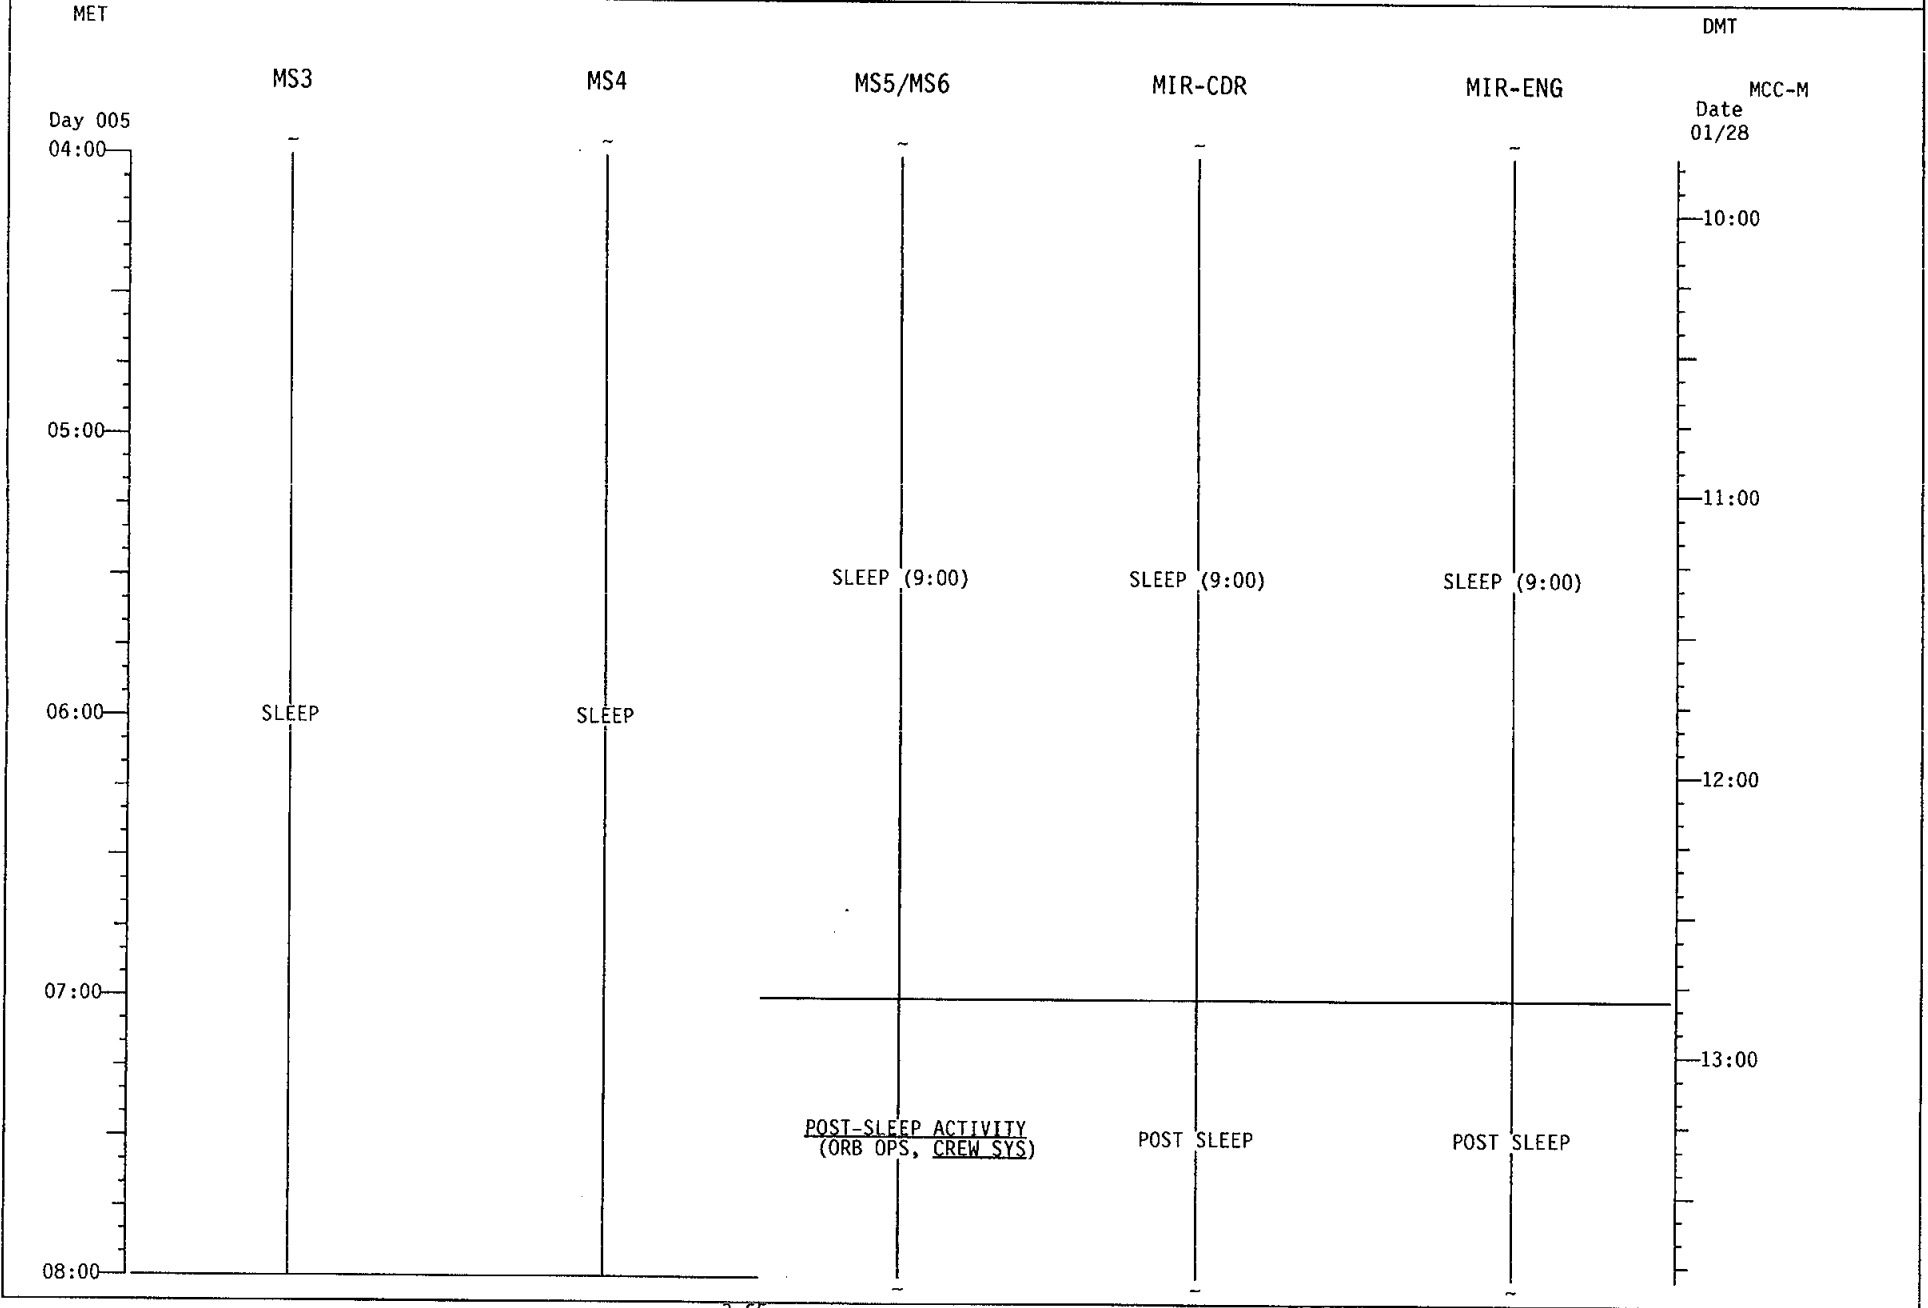 MET
DMT
MS3 MS4 MS5/MS6 MIR-CDR MIR-ENG MCC-M
Day 005
Date
01/28
04:00
~ ~ ~ ~ ~
10:00
05:00
11:00
SLEEP (9:00) SLEEP (9:00) SLEEP (9:00)
06:00 SLEEP SLEEP
12:00
07:00
13:00
POST-SLEEP ACTIVITY
(ORB OPS, CREW SYS)
POST SLEEP POST SLEEP
08:00
~ ~ ~